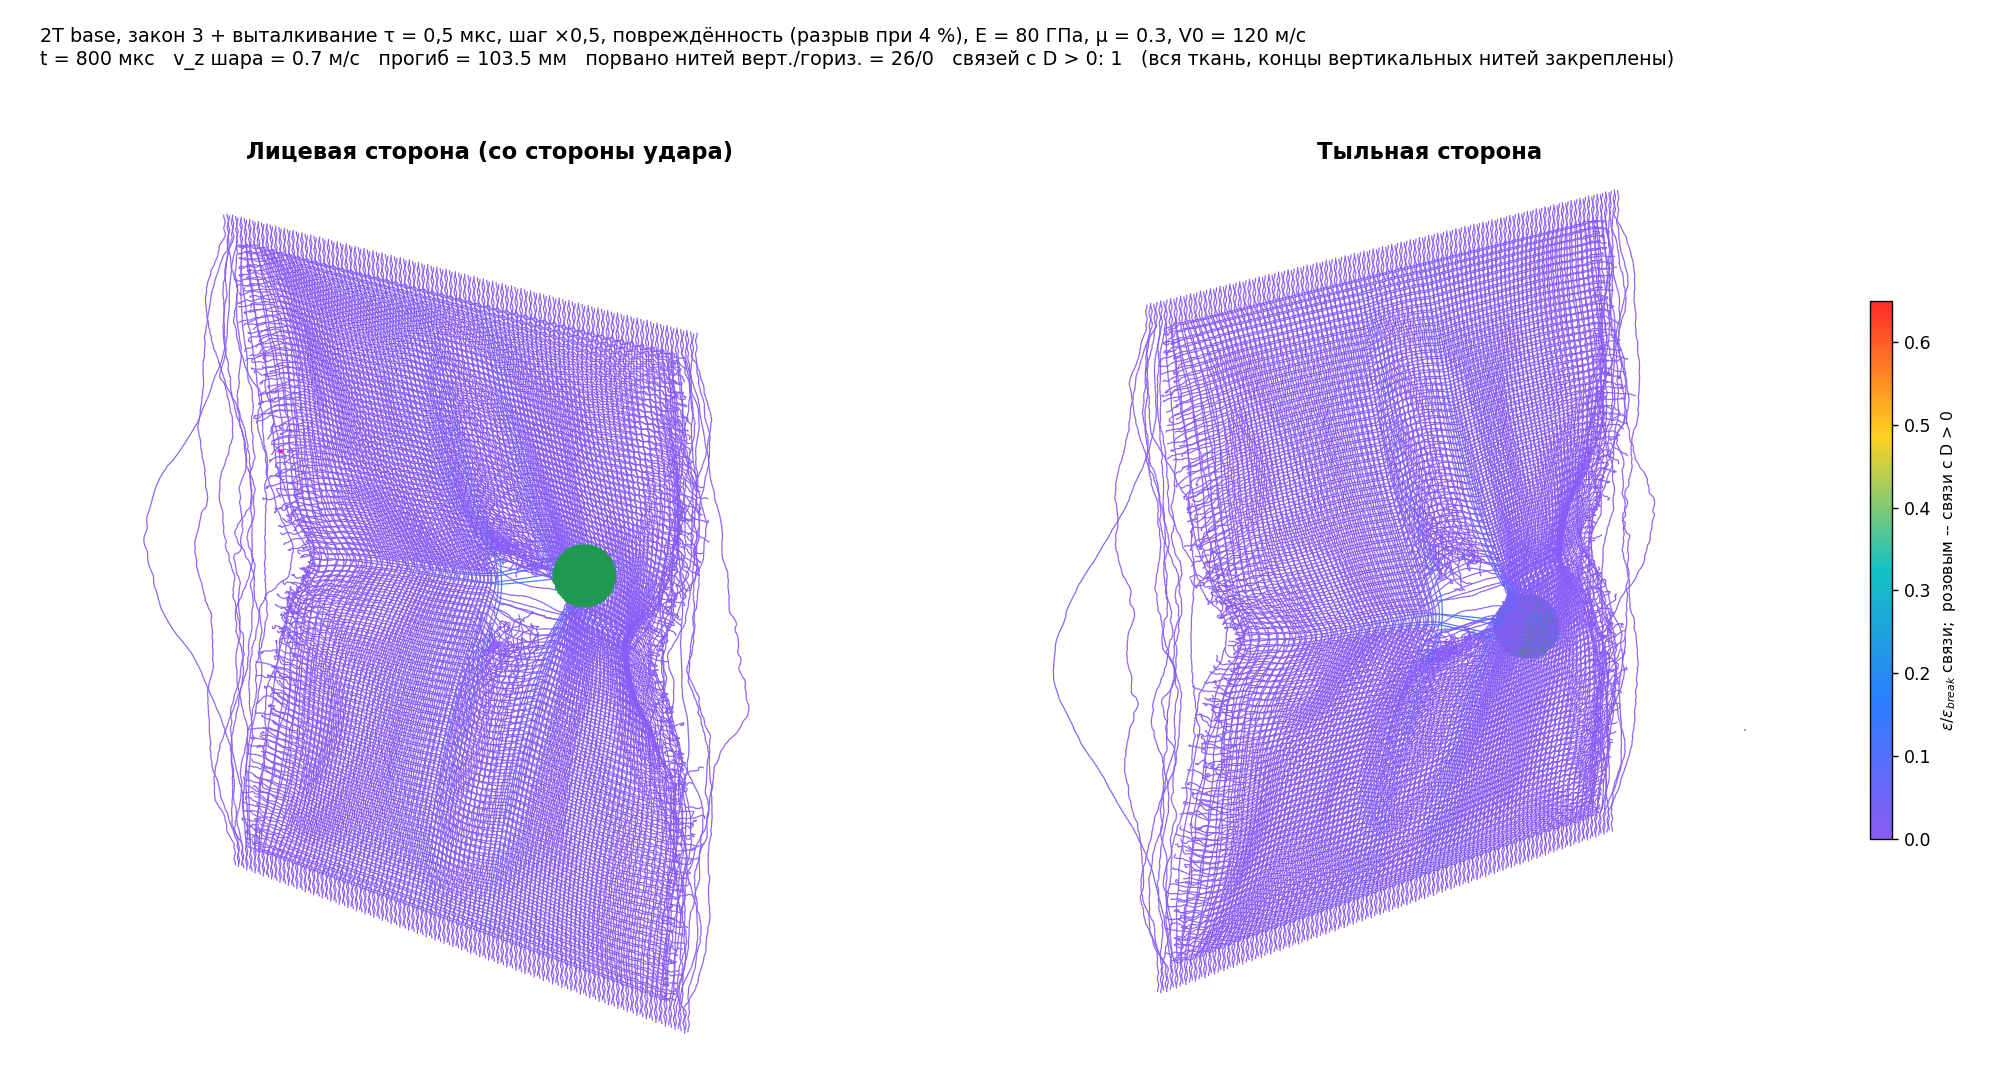 2T base, закон 3 + выталкивание τ = 0,5 мкс, шаг ×0,5, повреждённость (разрыв при 4 %), E = 80 ГПа, μ = 0.3, V0 = 120 м/с
t = 800 мкс   v_z шара = 0.7 м/с   прогиб = 103.5 мм   порвано нитей верт./гориз. = 26/0   связей с D > 0: 1   (вся ткань, концы вертикальных нитей закреплены)
Лицевая сторона (со стороны удара)
Тыльная сторона
0.6
0.5
0.4
0.3
0.2
0.1
0.0
ε/ε_break связи;  розовым -- связи с D > 0